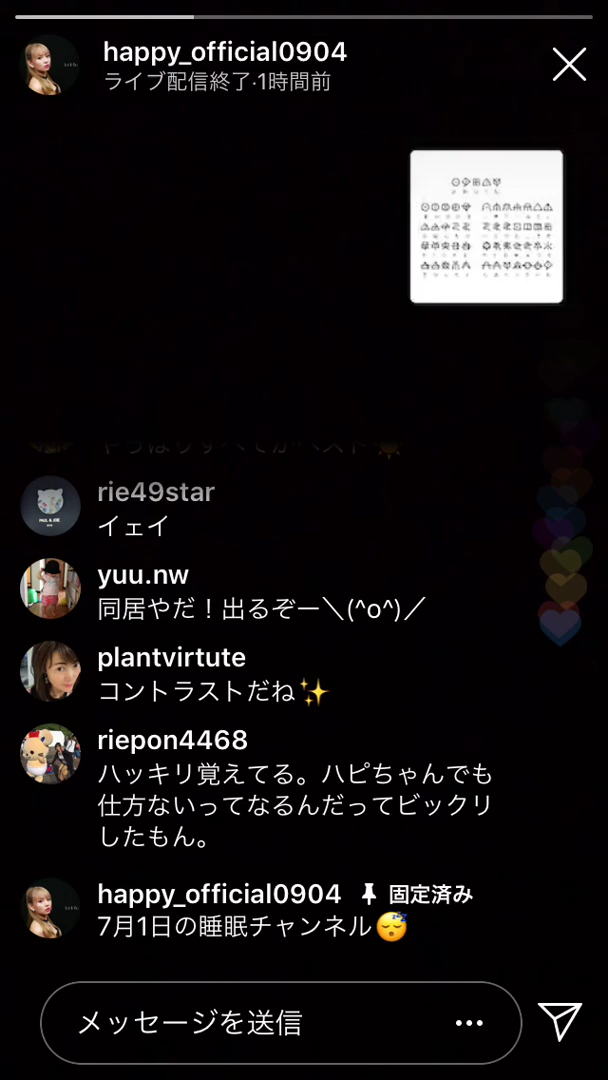 happy_official0904
ライブ配信終了·1時間前
rie49star
イェイ
yuu.nw
同居やだ！出るぞー＼(^o^)／
plantvirtute
コントラストだね✨
riepon4468
ハッキリ覚えてる。ハピちゃんでも
仕方ないってなるんだってビックリ
したもん。
happy_official0904 固定済み
7月1日の睡眠チャンネル😴
メッセージを送信